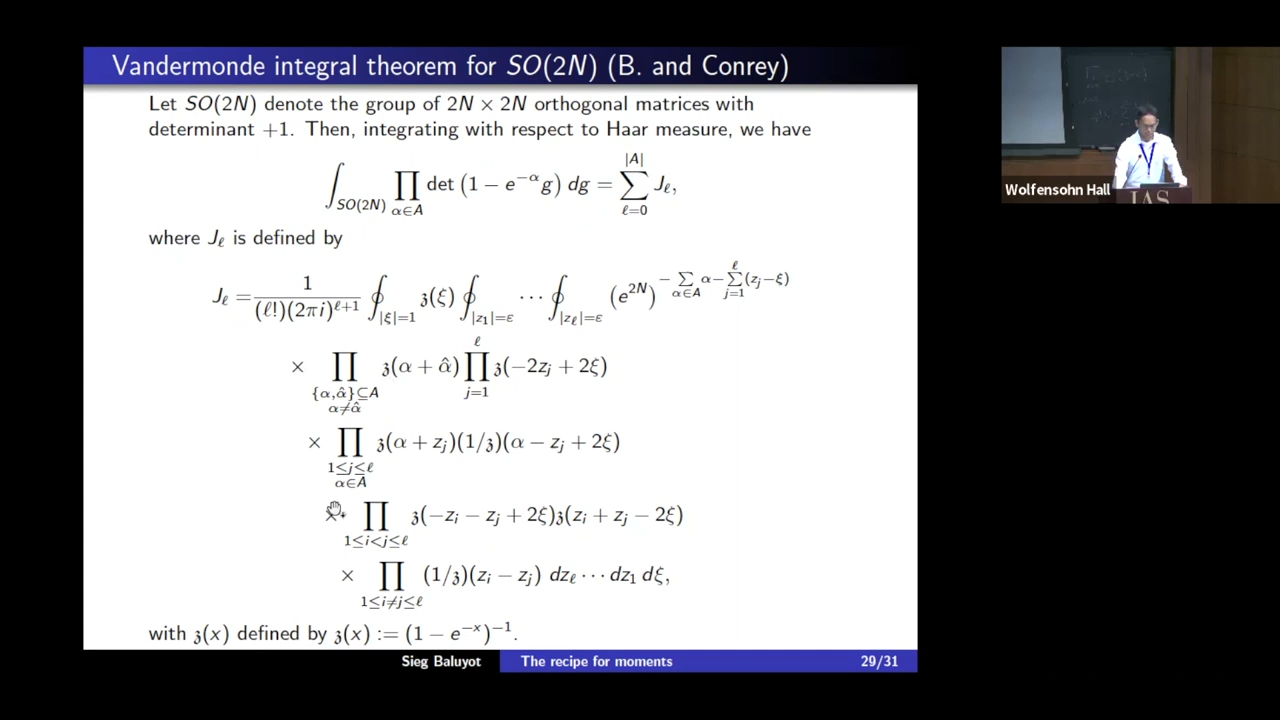 Vandermonde integral theorem for SO(2N) (B. and Conrey)
Let SO(2N) denote the group of 2N × 2N orthogonal matrices with
determinant +1. Then, integrating with respect to Haar measure, we have
∫_{SO(2N)} ∏_{α∈A} det (1 − e^{−α}g) dg = ∑_{ℓ=0}^{|A|} J_ℓ,
where J_ℓ is defined by
J_ℓ = 1/((ℓ!)(2πi)^{ℓ+1}) ∮_{|ξ|=1} 𝔷(ξ) ∮_{|z_1|=ε} ··· ∮_{|z_ℓ|=ε} (e^{2N})^{−∑_{α∈A} α−∑_{j=1}^{ℓ}(z_j−ξ)}
× ∏_{{α,α̂}⊆A α≠α̂} 𝔷(α + α̂) ∏_{j=1}^{ℓ} 𝔷(−2z_j + 2ξ)
× ∏_{1≤j≤ℓ α∈A} 𝔷(α + z_j)(1/𝔷)(α − z_j + 2ξ)
× ∏_{1≤i<j≤ℓ} 𝔷(−z_i − z_j + 2ξ)𝔷(z_i + z_j − 2ξ)
× ∏_{1≤i≠j≤ℓ} (1/𝔷)(z_i − z_j) dz_ℓ ··· dz_1 dξ,
with 𝔷(x) defined by 𝔷(x) := (1 − e^{−x})^{−1}.
Sieg Baluyot The recipe for moments 29/31
Wolfensohn Hall
IAS